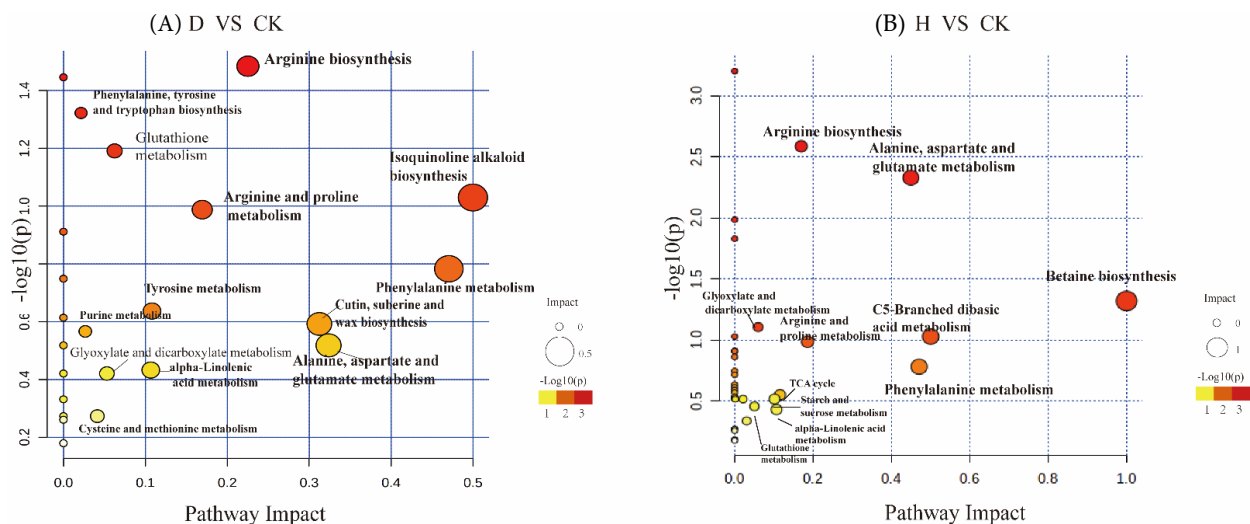 (A) D VS CK
Arginine biosynthesis
Phenylalanine, tyrosine
and tryptophan biosynthesis
Glutathione
metabolism
Isoquinoline alkaloid
biosynthesis
Arginine and proline
metabolism
Phenylalanine metabolism
Tyrosine metabolism
Cutin, suberine and
wax biosynthesis
Purine metabolism
Glyoxylate and dicarboxylate metabolism
alpha-Linolenic
acid metabolism
Alanine, aspartate and
glutamate metabolism
Cysteine and methionine metabolism
-log10(p)
1.4
1.2
1.0
0.6
0.4
0.2
0.0 0.1 0.2 0.3 0.4 0.5
Pathway Impact
Impact
0
0.5
-Log10(p)
1 2 3
(B) H VS CK
Arginine biosynthesis
Alanine, aspartate and
glutamate metabolism
Betaine biosynthesis
Glyoxylate and
dicarboxylate metabolism
C5-Branched dibasic
acid metabolism
Arginine and
proline metabolism
Phenylalanine metabolism
TCA cycle
Starch and
sucrose metabolism
alpha-Linolenic acid
metabolism
Glutathione
metabolism
-log10(p)
3.0
2.5
2.0
1.5
1.0
0.5
0.0 0.2 0.4 0.6 0.8 1.0
Pathway Impact
Impact
0
1
-Log10(p)
1 2 3